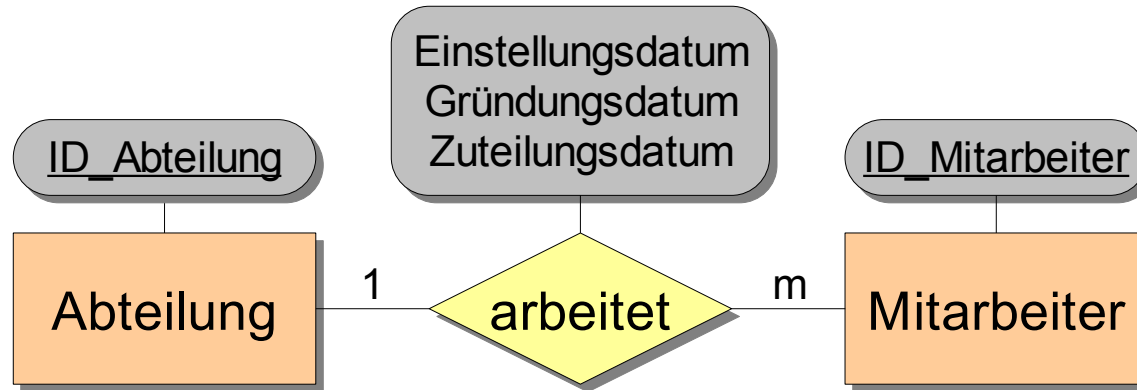 Einstellungsdatum
Gründungsdatum
Zuteilungsdatum
ID_Abteilung
ID_Mitarbeiter
1
m
Abteilung
arbeitet
Mitarbeiter